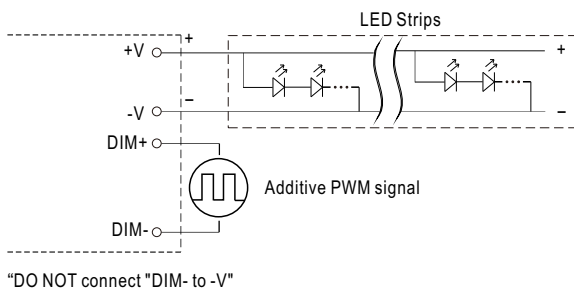 LED Strips
+V
+
+
-V
–
–
DIM+
Additive PWM signal
DIM-
“DO NOT connect "DIM- to -V"